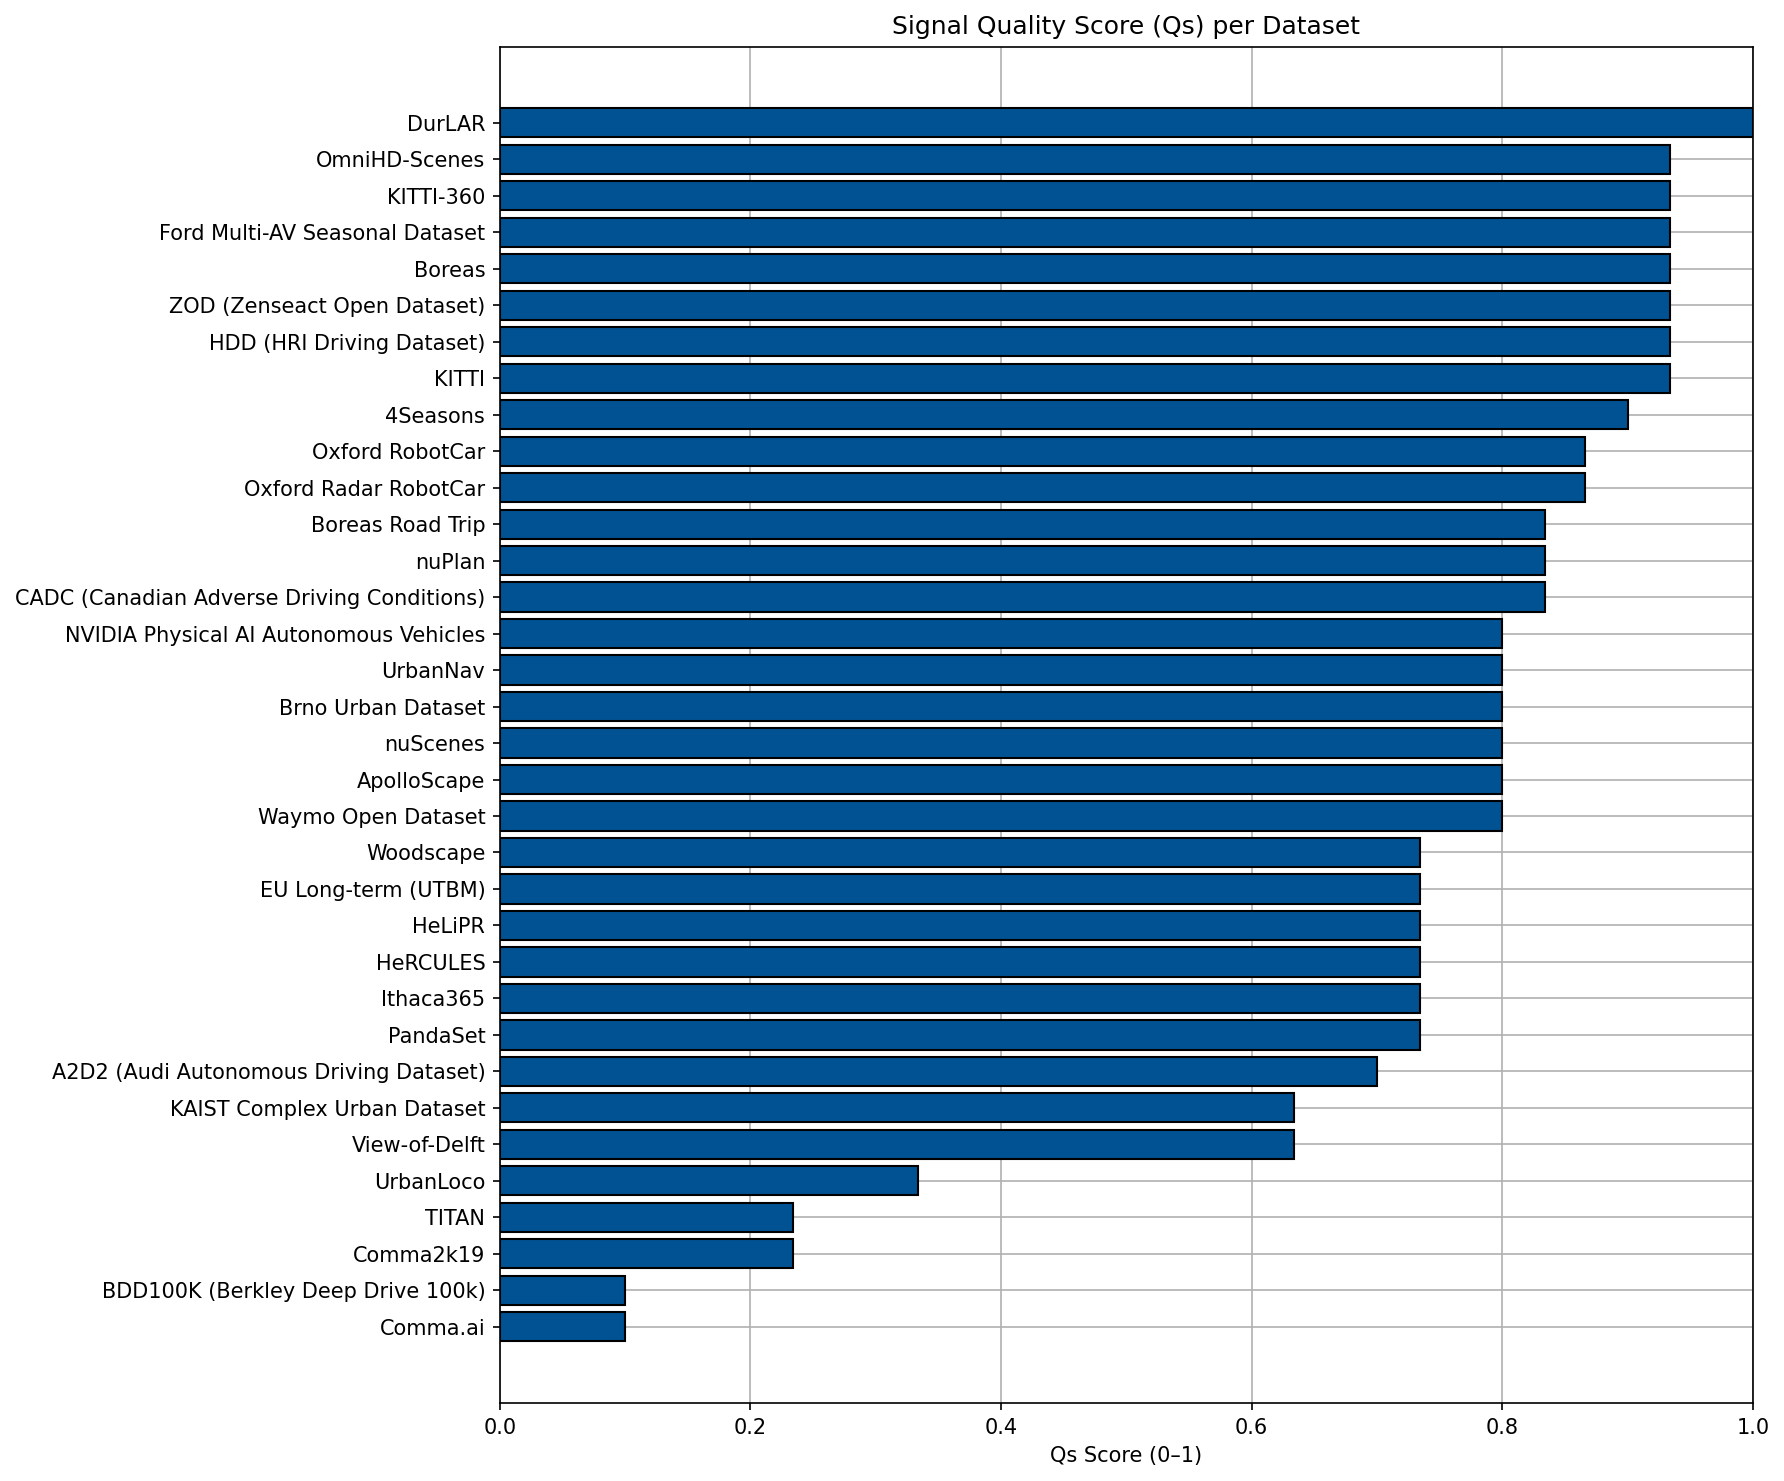 Signal Quality Score (Qs) per Dataset
DurLAR
OmniHD-Scenes
KITTI-360
Ford Multi-AV Seasonal Dataset
Boreas
ZOD (Zenseact Open Dataset)
HDD (HRI Driving Dataset)
KITTI
4Seasons
Oxford RobotCar
Oxford Radar RobotCar
Boreas Road Trip
nuPlan
CADC (Canadian Adverse Driving Conditions)
NVIDIA Physical AI Autonomous Vehicles
UrbanNav
Brno Urban Dataset
nuScenes
ApolloScape
Waymo Open Dataset
Woodscape
EU Long-term (UTBM)
HeLiPR
HeRCULES
Ithaca365
PandaSet
A2D2 (Audi Autonomous Driving Dataset)
KAIST Complex Urban Dataset
View-of-Delft
UrbanLoco
TITAN
Comma2k19
BDD100K (Berkley Deep Drive 100k)
Comma.ai
0.0 0.2 0.4 0.6 0.8 1.0
Qs Score (0–1)